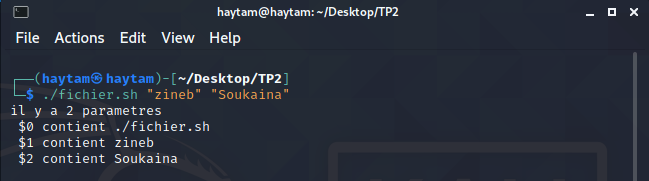 haytam@haytam: ~/Desktop/TP2
File Actions Edit View Help
┌──(haytam㉿haytam)-[~/Desktop/TP2]
└─$ ./fichier.sh "zineb" "Soukaina"
il y a 2 parametres
$0 contient ./fichier.sh
$1 contient zineb
$2 contient Soukaina